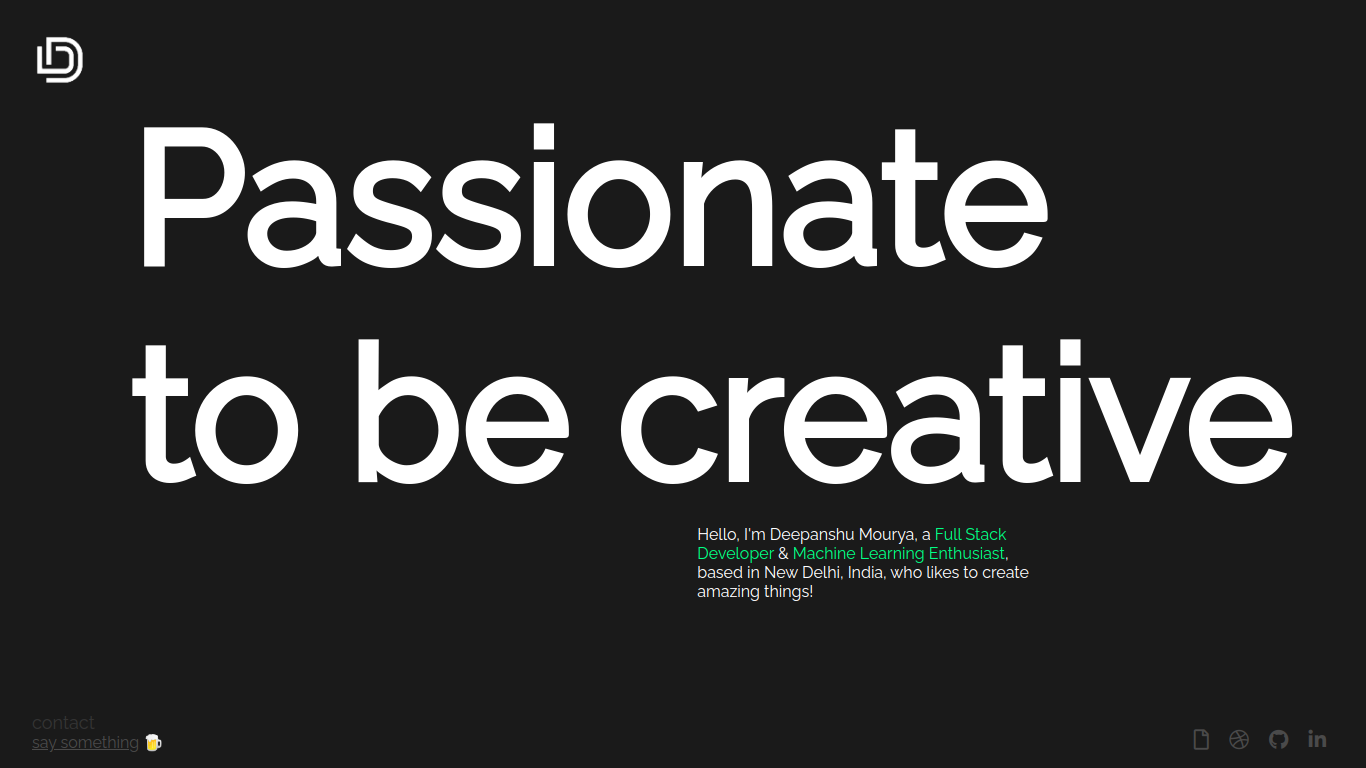 Passionate
to be creative
Hello, I'm Deepanshu Mourya, a Full Stack
Developer & Machine Learning Enthusiast,
based in New Delhi, India, who likes to create
amazing things!
contact
say something 🍺